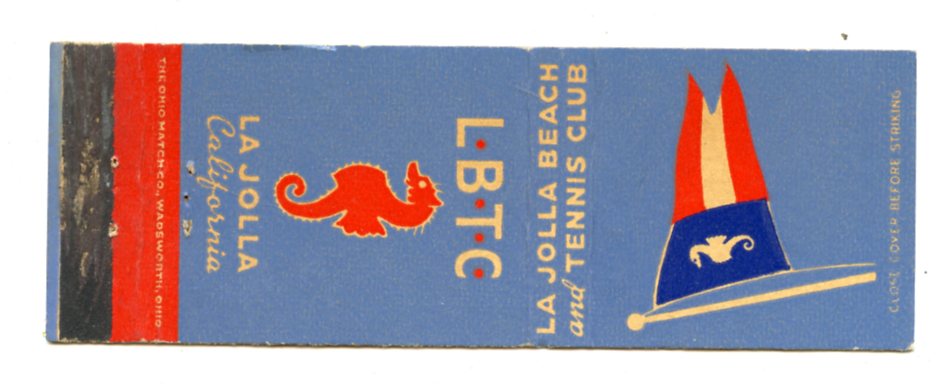 LA JOLLA BEACH
and TENNIS CLUB
CLOSE COVER BEFORE STRIKING
L·B·T·C·
LA JOLLA
California
THE OHIO MATCH CO., WADSWORTH, OHIO